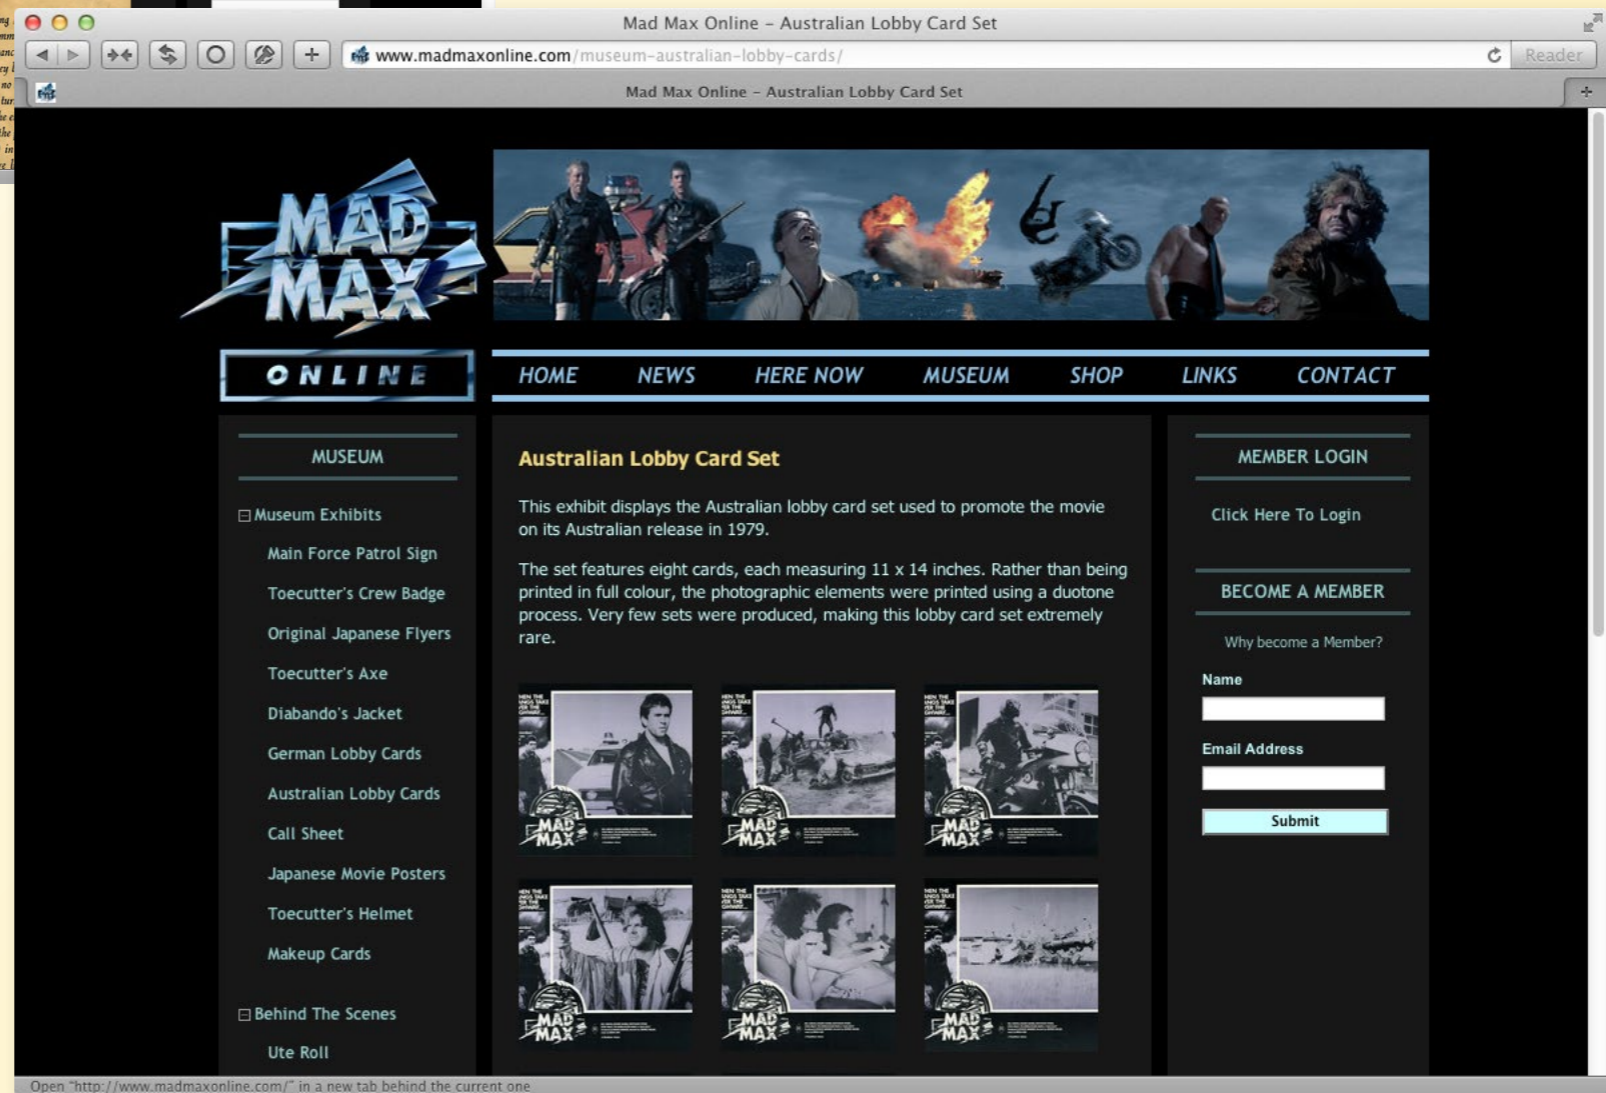 Mad Max Online – Australian Lobby Card Set
www.madmaxonline.com/museum-australian-lobby-cards/
Reader
Mad Max Online – Australian Lobby Card Set
MAD
MAX
ONLINE
HOME NEWS HERE NOW MUSEUM SHOP LINKS CONTACT
MUSEUM
Museum Exhibits
Main Force Patrol Sign
Toecutter's Crew Badge
Original Japanese Flyers
Toecutter's Axe
Diabando's Jacket
German Lobby Cards
Australian Lobby Cards
Call Sheet
Japanese Movie Posters
Toecutter's Helmet
Makeup Cards
Behind The Scenes
Ute Roll
Australian Lobby Card Set
This exhibit displays the Australian lobby card set used to promote the movie
on its Australian release in 1979.
The set features eight cards, each measuring 11 x 14 inches. Rather than being
printed in full colour, the photographic elements were printed using a duotone
process. Very few sets were produced, making this lobby card set extremely
rare.
MAD
MAX
MAD
MAX
MAD
MAX
MAD
MAX
MAD
MAX
MAD
MAX
MEMBER LOGIN
Click Here To Login
BECOME A MEMBER
Why become a Member?
Name
Email Address
Submit
Open "http://www.madmaxonline.com/" in a new tab behind the current one